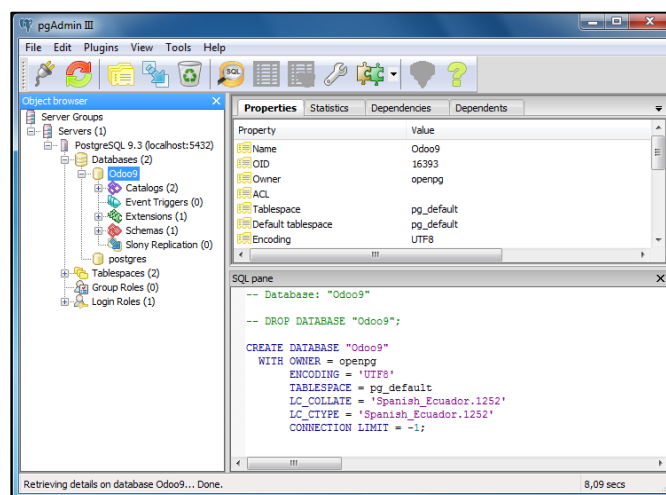 pgAdmin III
File Edit Plugins View Tools Help
SQL
Object browser
Server Groups
Servers (1)
PostgreSQL 9.3 (localhost:5432)
Databases (2)
Odoo9
Catalogs (2)
Event Triggers (0)
Extensions (1)
Schemas (1)
Slony Replication (0)
postgres
Tablespaces (2)
Group Roles (0)
Login Roles (1)
Properties Statistics Dependencies Dependents
Property Value
Name Odoo9
OID 16393
Owner openpg
ACL
Tablespace pg_default
Default tablespace pg_default
Encoding UTF8
SQL pane
-- Database: "Odoo9"
-- DROP DATABASE "Odoo9";
CREATE DATABASE "Odoo9"
WITH OWNER = openpg
ENCODING = 'UTF8'
TABLESPACE = pg_default
LC_COLLATE = 'Spanish_Ecuador.1252'
LC_CTYPE = 'Spanish_Ecuador.1252'
CONNECTION LIMIT = -1;
Retrieving details on database Odoo9... Done. 8,09 secs